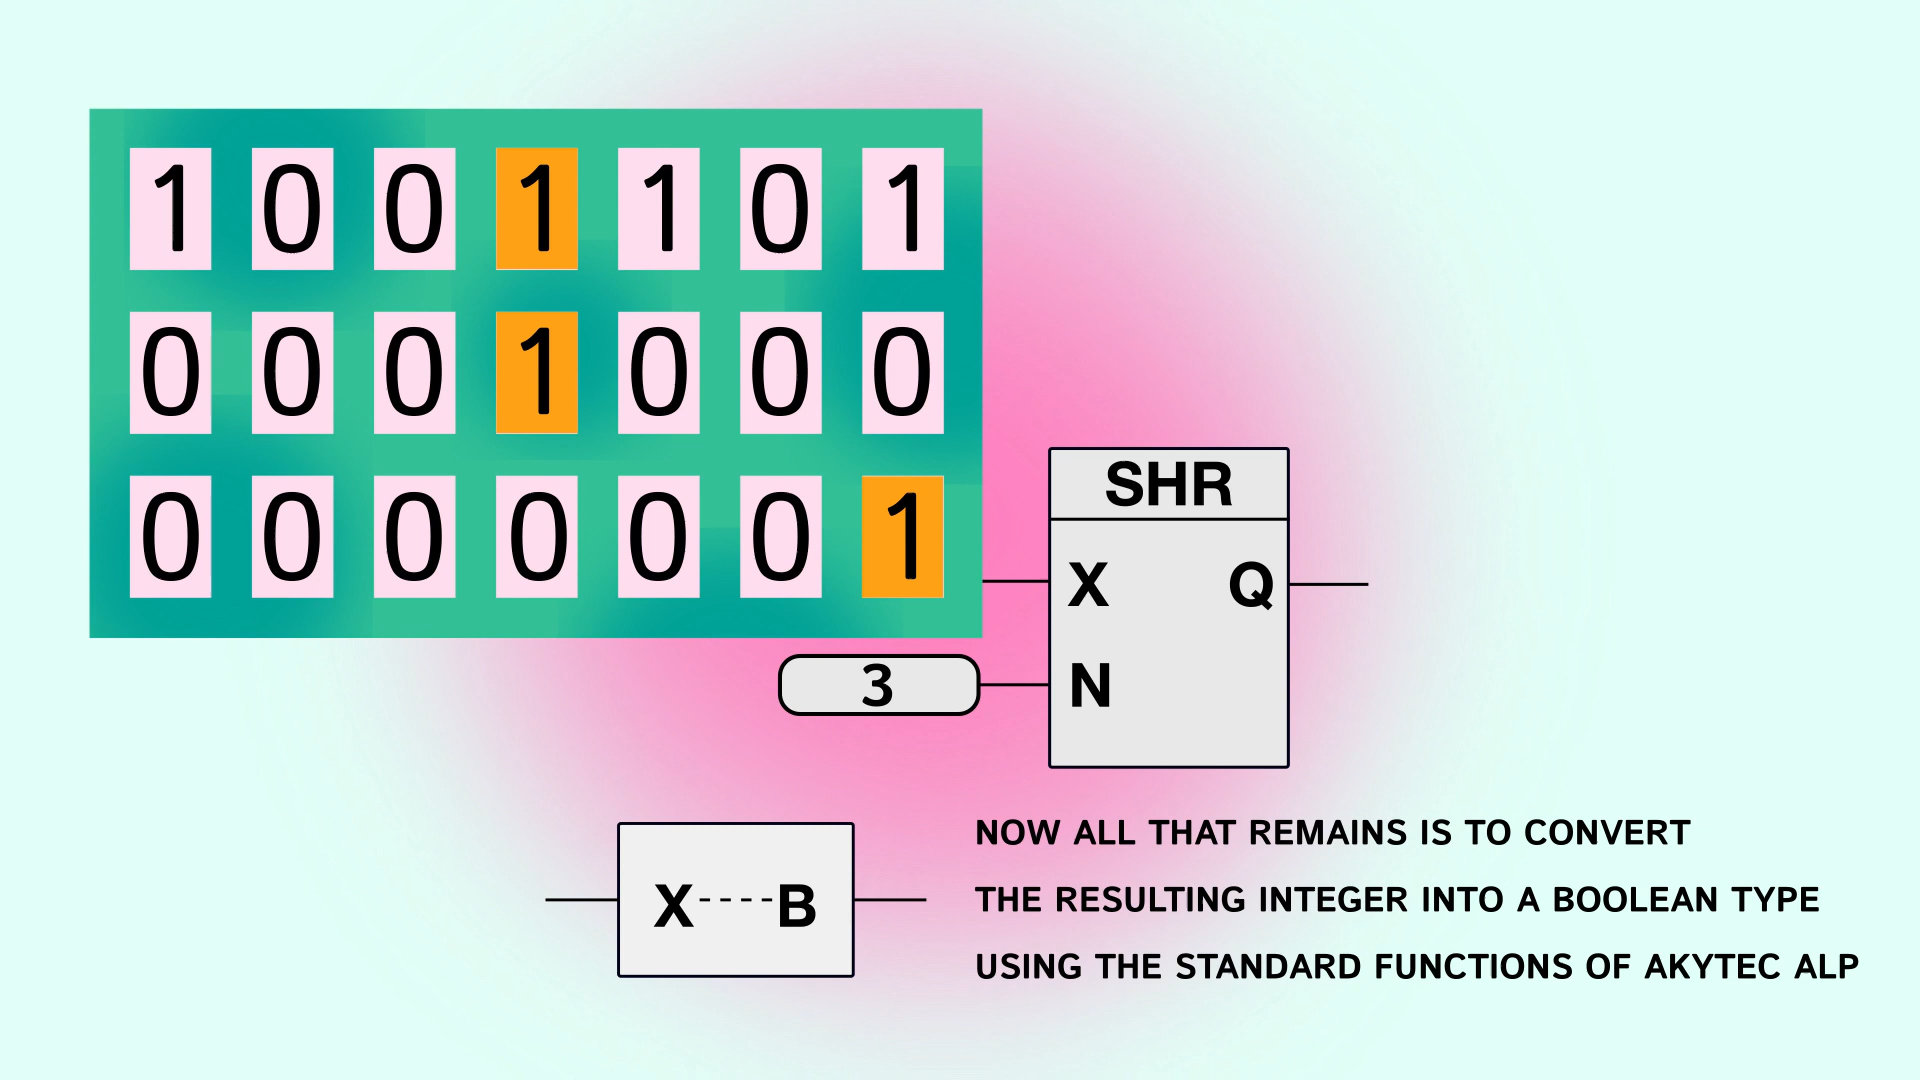 1 0 0 1 1 0 1
0 0 0 1 0 0 0
0 0 0 0 0 0 1
SHR
X Q
3 N
X----B
NOW ALL THAT REMAINS IS TO CONVERT
THE RESULTING INTEGER INTO A BOOLEAN TYPE
USING THE STANDARD FUNCTIONS OF AKYTEC ALP